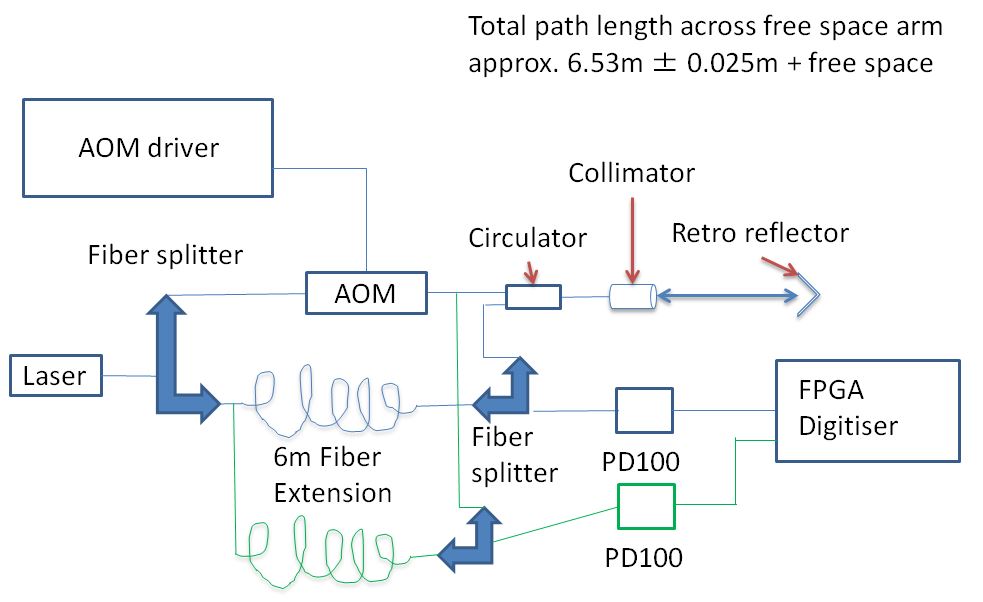 Total path length across free space arm
approx. 6.53m ± 0.025m + free space
AOM driver
Collimator
Circulator
Retro reflector
Fiber splitter
AOM
Laser
FPGA
Digitiser
Fiber
splitter
6m Fiber
Extension
PD100
PD100